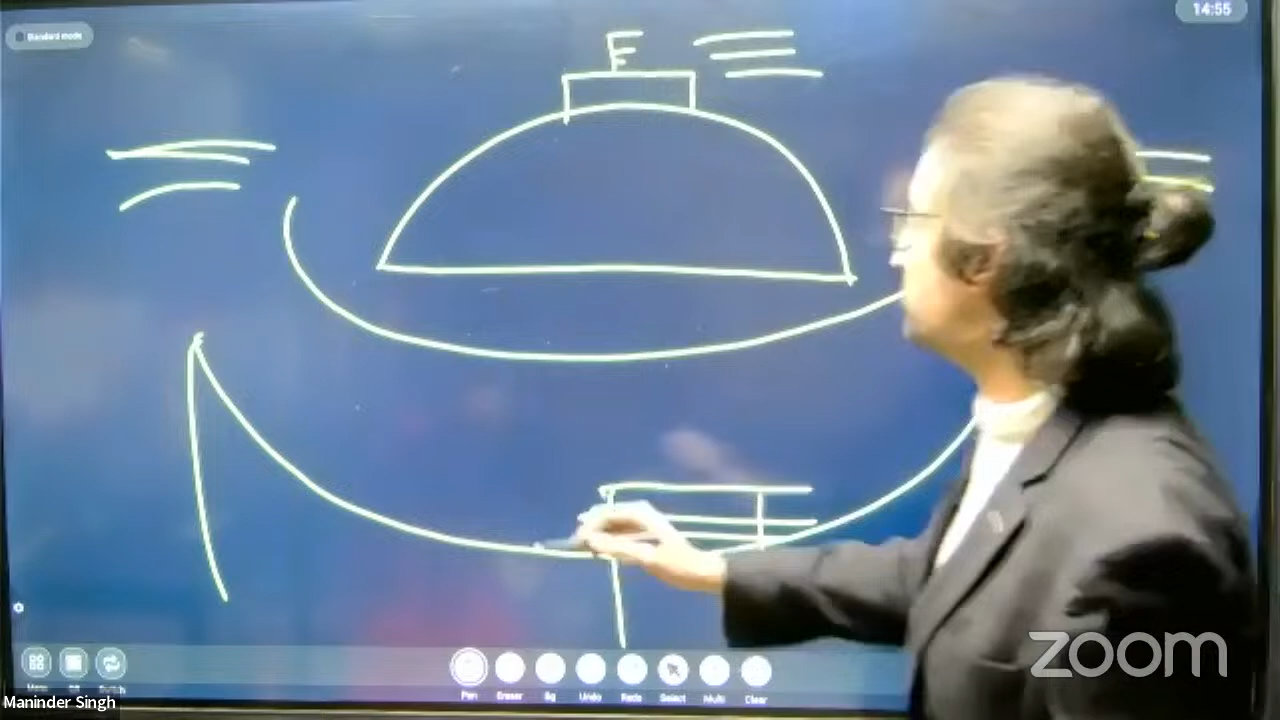 14:55
Standard mode
E
Pen Eraser Bg Undo Redo Select Multi Clear
zoom
Maninder Singh